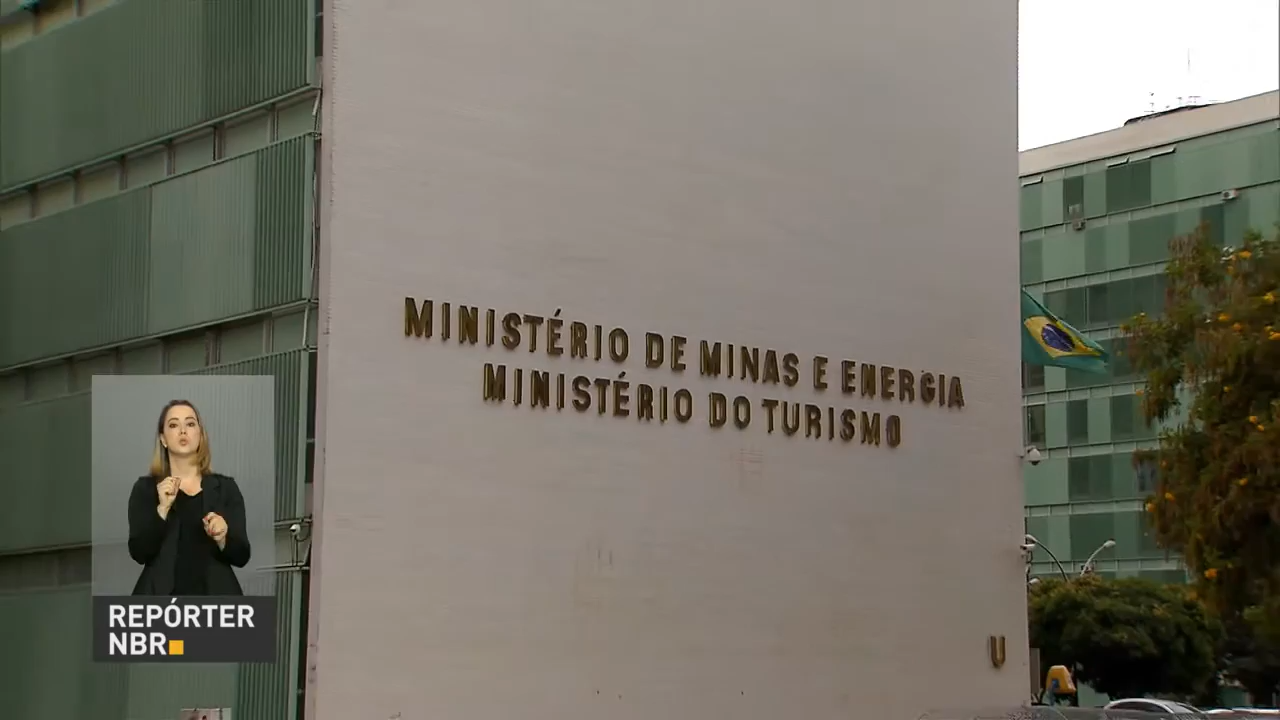 MINISTÉRIO DE MINAS E ENERGIA
MINISTÉRIO DO TURISMO
U
REPÓRTER
NBR